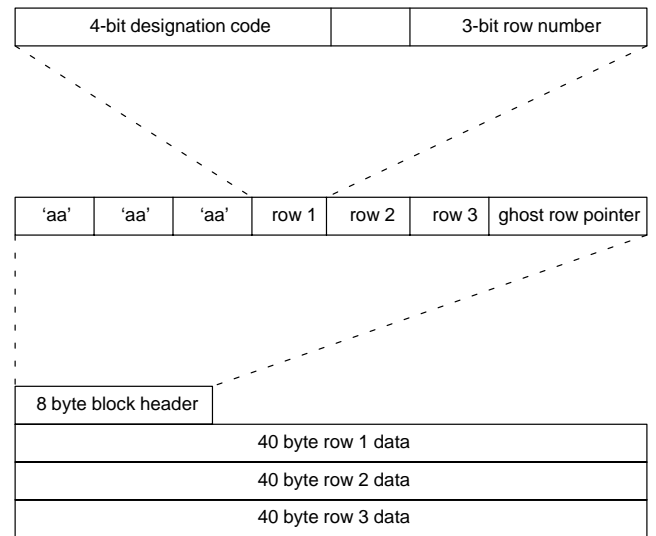 4-bit designation code 3-bit row number
‘aa’ ‘aa’ ‘aa’ row 1 row 2 row 3 ghost row pointer
8 byte block header
40 byte row 1 data
40 byte row 2 data
40 byte row 3 data